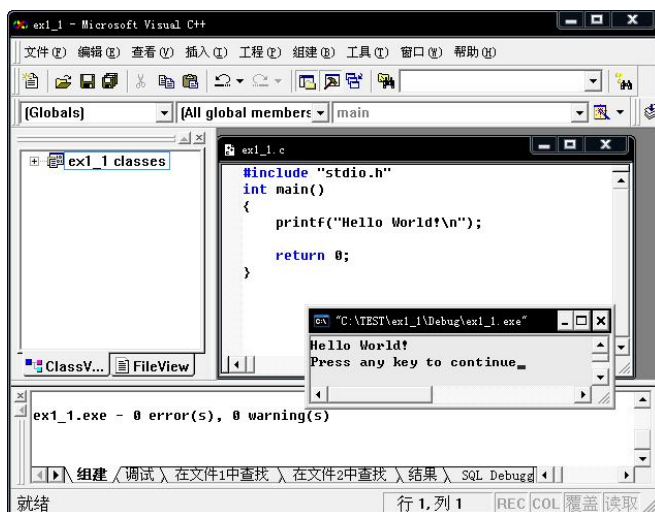 ex1_1 - Microsoft Visual C++
文件(F) 编辑(E) 查看(V) 插入(I) 工程(P) 组建(B) 工具(T) 窗口(W) 帮助(H)
(Globals) (All global members main
ex1_1 classes
ClassV... FileView
ex1_1.c
#include "stdio.h"
int main()
{
printf("Hello World!\n");
return 0;
}
"C:\TEST\ex1_1\Debug\ex1_1.exe"
Hello World!
Press any key to continue_
ex1_1.exe - 0 error(s), 0 warning(s)
组建 调试 在文件1中查找 在文件2中查找 结果 SQL Debugg
就绪 行 1,列 1 REC COL 覆盖 读取